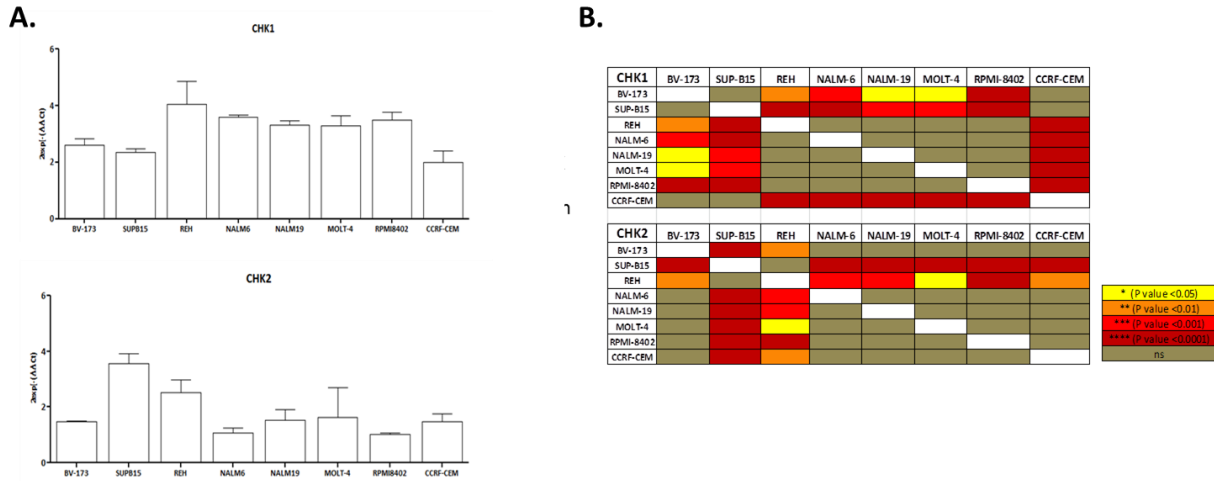 A.
CHK1
6
4
2
0
2exp(-(ΔΔCt)
BV-173 SUPB15 REH NALM6 NALM19 MOLT-4 RPMI8402 CCRF-CEM
CHK2
6
4
2
0
2exp(-(ΔΔCt)
BV-173 SUPB15 REH NALM6 NALM19 MOLT-4 RPMI8402 CCRF-CEM
B.
CHK1 BV-173 SUP-B15 REH NALM-6 NALM-19 MOLT-4 RPMI-8402 CCRF-CEM
BV-173
SUP-B15
REH
NALM-6
NALM-19
MOLT-4
RPMI-8402
CCRF-CEM
CHK2 BV-173 SUP-B15 REH NALM-6 NALM-19 MOLT-4 RPMI-8402 CCRF-CEM
BV-173
SUP-B15
REH
NALM-6
NALM-19
MOLT-4
RPMI-8402
CCRF-CEM
* (P value <0.05)
** (P value <0.01)
*** (P value <0.001)
**** (P value <0.0001)
ns